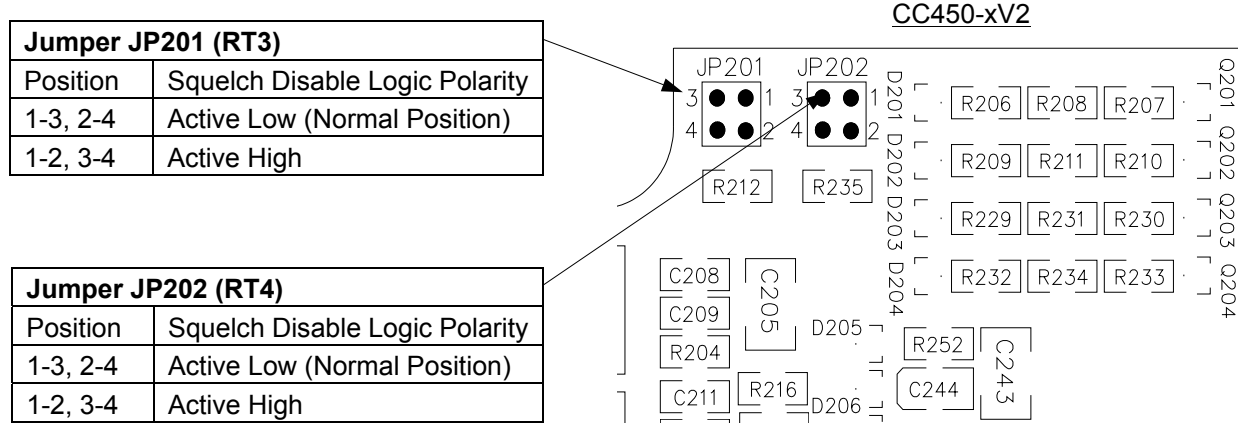 CC450-xV2
Jumper JP201 (RT3)
Position Squelch Disable Logic Polarity
1-3, 2-4 Active Low (Normal Position)
1-2, 3-4 Active High
Jumper JP202 (RT4)
Position Squelch Disable Logic Polarity
1-3, 2-4 Active Low (Normal Position)
1-2, 3-4 Active High
JP201 JP202
3 1 3 1
4 2 4 2
R212 R235
D201 R206 R208 R207 Q201
D202 R209 R211 R210 Q202
D203 R229 R231 R230 Q203
D204 R232 R234 R233 Q204
C208 C205
C209 D205
R204 R252 C243
C211 R216 D206 C244